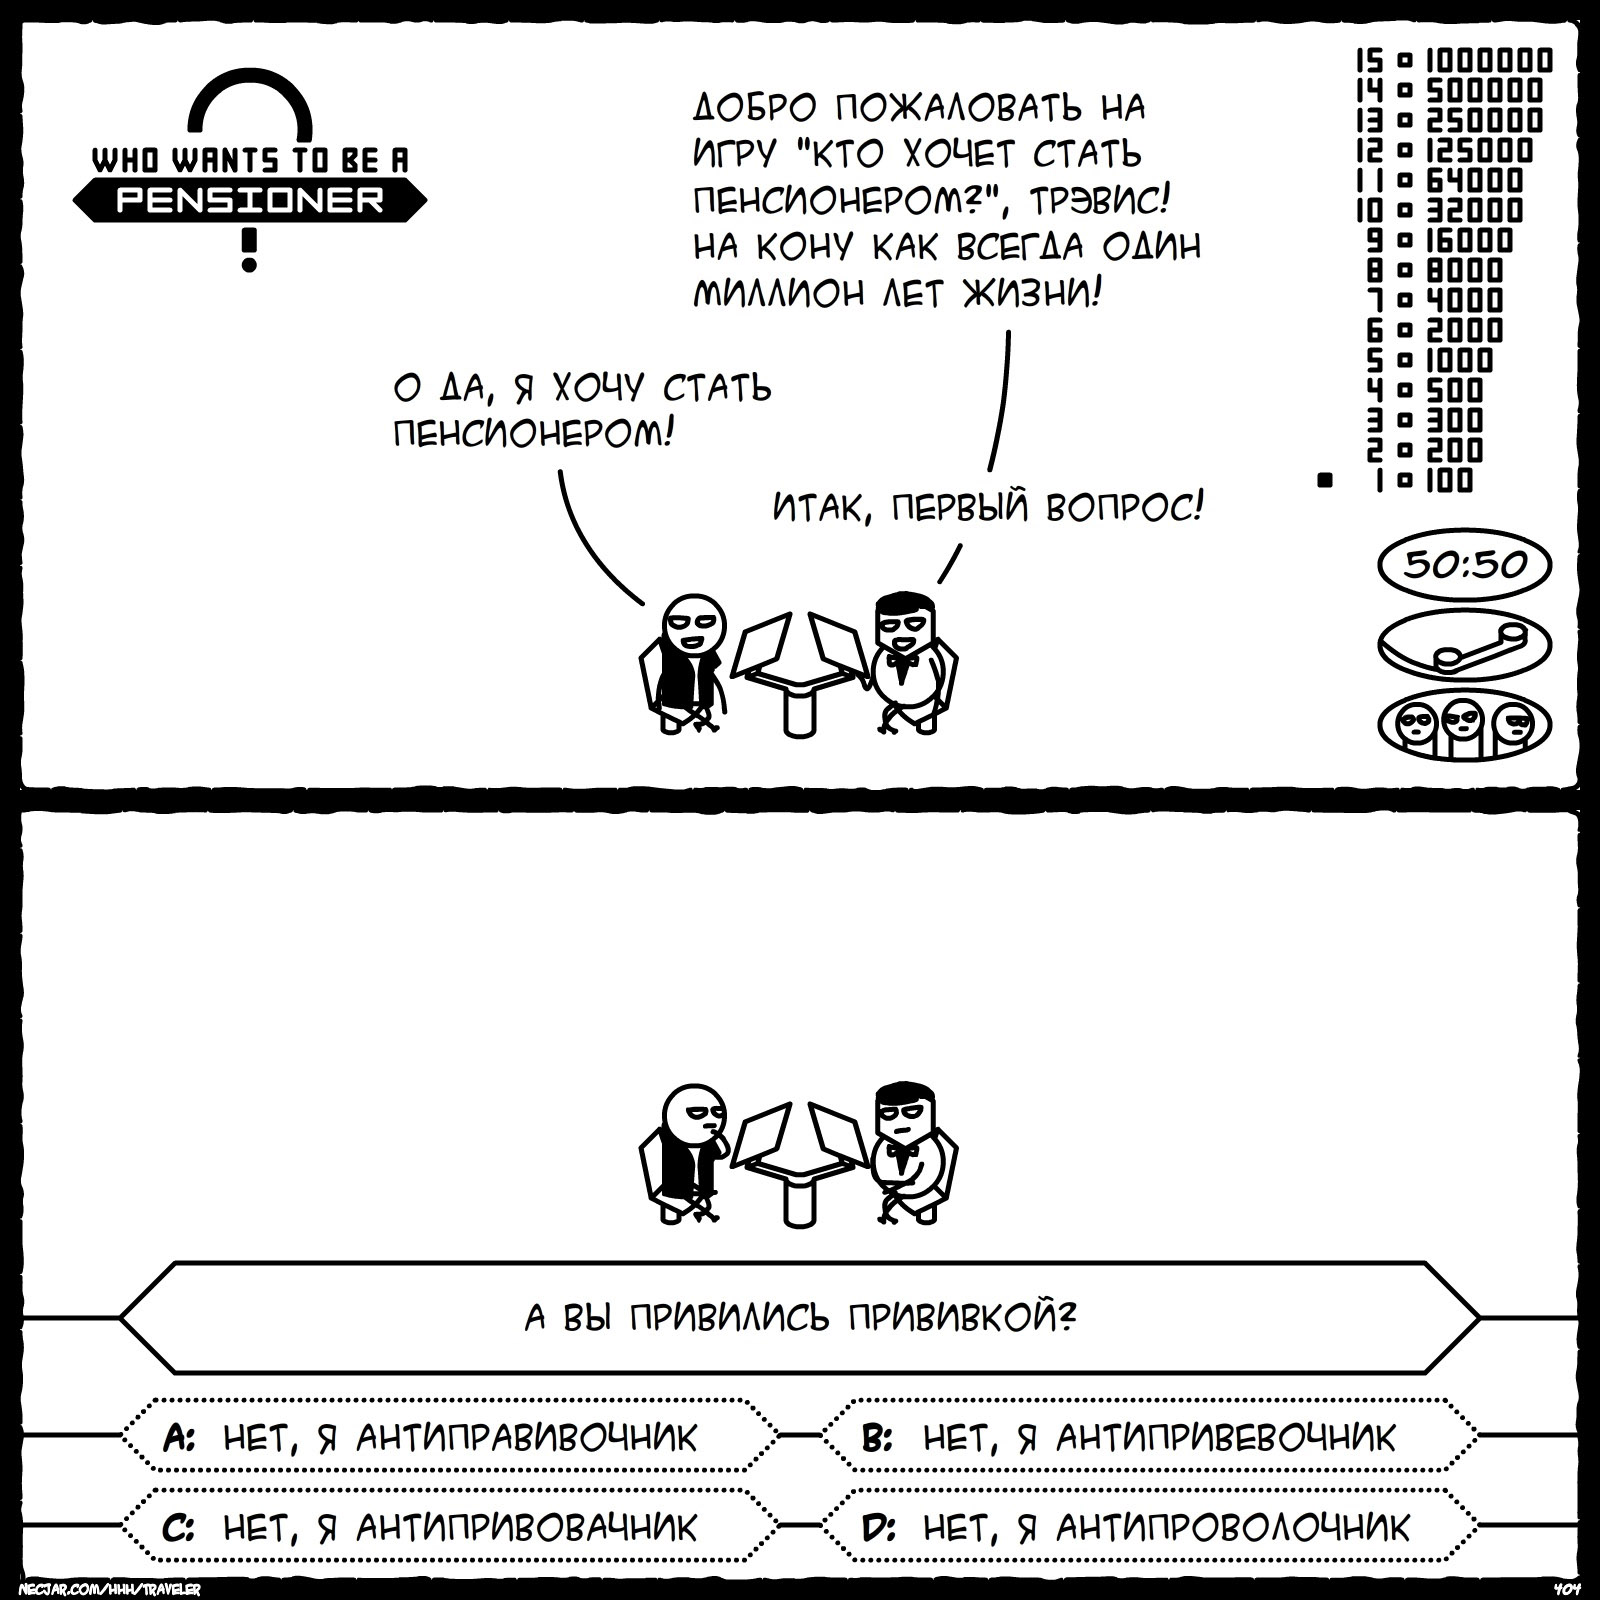 WHO WANTS TO BE A
PENSIONER
ДОБРО ПОЖАЛОВАТЬ НА
ИГРУ "КТО ХОЧЕТ СТАТЬ
ПЕНСИОНЕРОМ?", ТРЭВИС!
НА КОНУ КАК ВСЕГДА ОДИН
МИЛЛИОН ЛЕТ ЖИЗНИ!
О ДА, Я ХОЧУ СТАТЬ
ПЕНСИОНЕРОМ!
ИТАК, ПЕРВЫЙ ВОПРОС!
15 1000000
14 500000
13 250000
12 125000
11 64000
10 32000
9 16000
8 8000
7 4000
6 2000
5 1000
4 500
3 300
2 200
1 100
50:50
А ВЫ ПРИВИЛИСЬ ПРИВИВКОЙ?
A: НЕТ, Я АНТИПРАВИВОЧНИК
B: НЕТ, Я АНТИПРИВЕВОЧНИК
C: НЕТ, Я АНТИПРИВОВАЧНИК
D: НЕТ, Я АНТИПРОВОЛОЧНИК
NECJAR.COM/HHH/TRAVELER
404